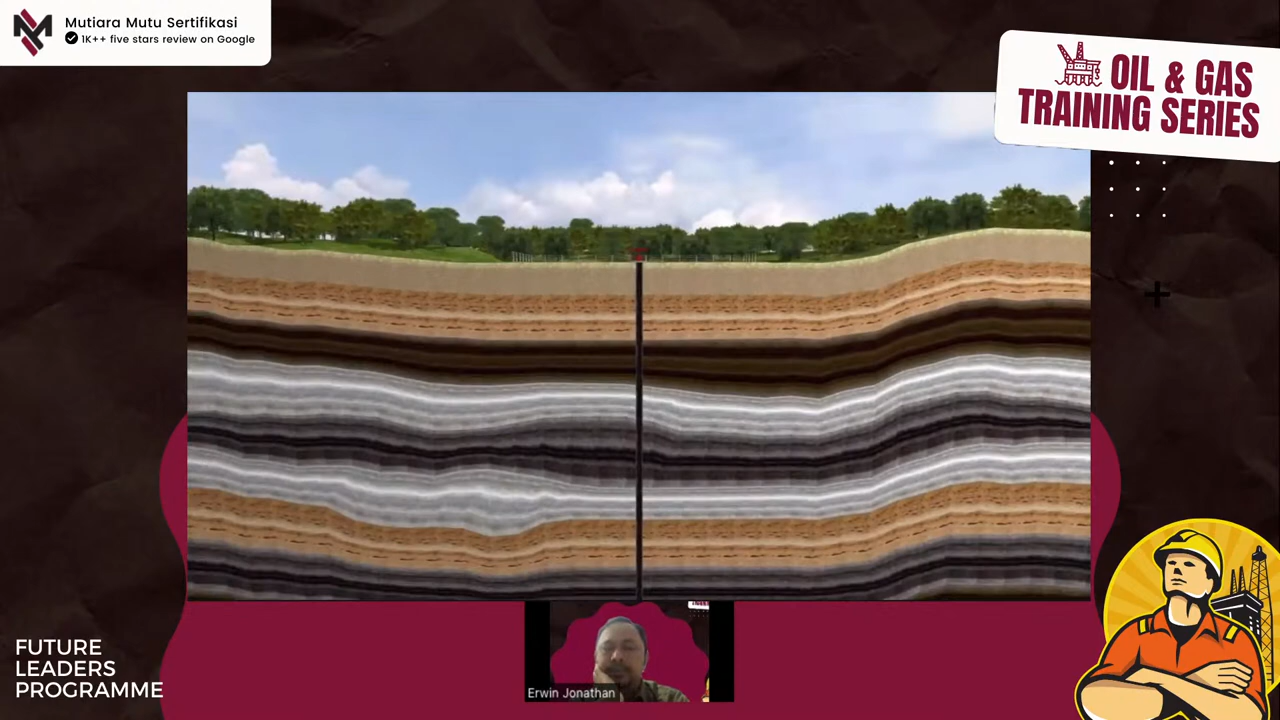 Mutiara Mutu Sertifikasi
1K++ five stars review on Google
OIL & GAS
TRAINING SERIES
FUTURE
LEADERS
PROGRAMME
Erwin Jonathan